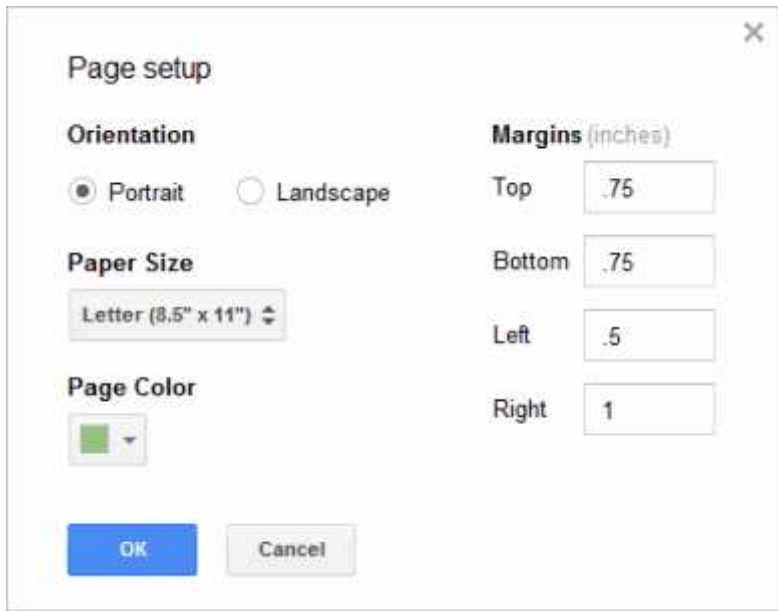 Page setup
Orientation
Portrait Landscape
Paper Size
Letter (8.5" x 11")
Page Color
Margins (inches)
Top .75
Bottom .75
Left .5
Right 1
OK Cancel